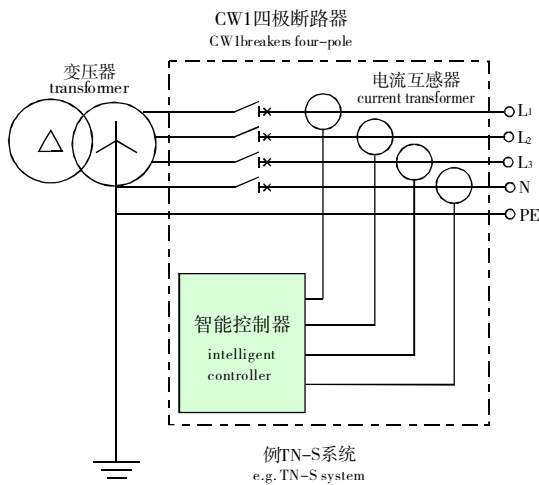 CW1四极断路器
CW1breakers four-pole
变压器
transformer
电流互感器
current transformer
L1
L2
L3
N
PE
智能控制器
intelligent
controller
例TN-S系统
e.g. TN-S system